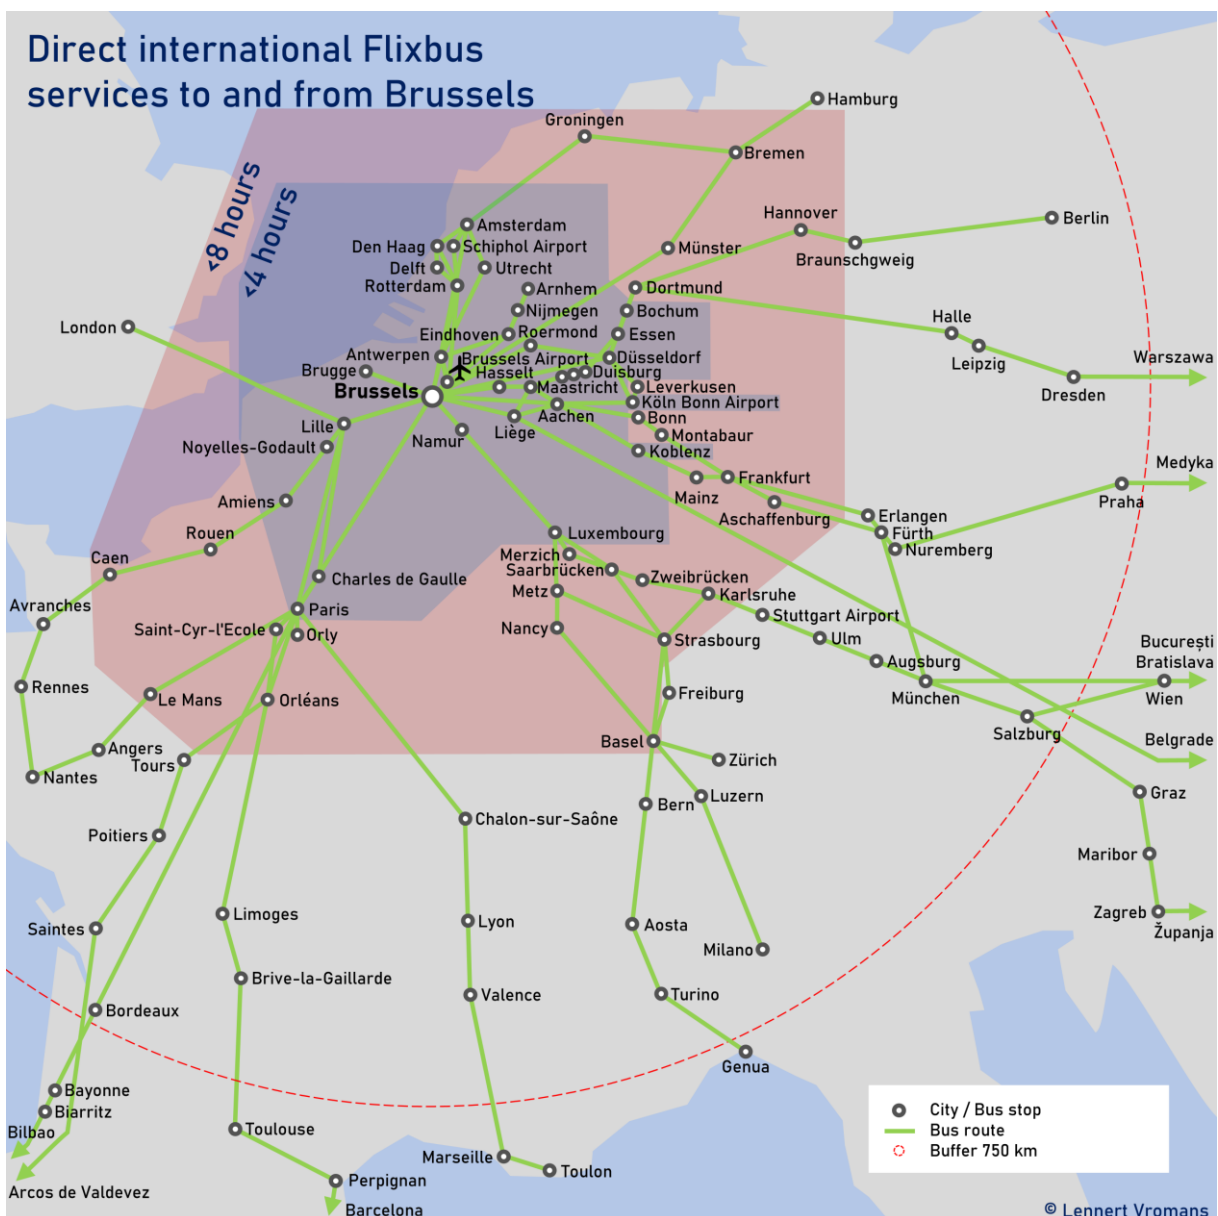 Direct international Flixbus
services to and from Brussels
<8 hours
<4 hours
Hamburg
Groningen
Bremen
Hannover
Berlin
Amsterdam
Den Haag
Schiphol Airport
Münster
Braunschgweig
Delft
Utrecht
Rotterdam
Arnhem
Dortmund
Nijmegen
Bochum
London
Eindhoven
Roermond
Essen
Halle
Antwerpen
Brussels Airport
Düsseldorf
Leipzig
Warszawa
Brugge
Hasselt
Duisburg
Brussels
Maastricht
Leverkusen
Dresden
Köln Bonn Airport
Aachen
Bonn
Lille
Liège
Namur
Montabaur
Noyelles-Godault
Koblenz
Medyka
Frankfurt
Mainz
Praha
Amiens
Aschaffenburg
Erlangen
Rouen
Luxembourg
Fürth
Nuremberg
Caen
Merzich
Saarbrücken
Charles de Gaulle
Zweibrücken
Metz
Karlsruhe
Avranches
Paris
Stuttgart Airport
Saint-Cyr-l'Ecole
Orly
Nancy
Strasbourg
Ulm
București
Augsburg
Bratislava
Rennes
Le Mans
Orléans
Freiburg
München
Wien
Salzburg
Angers
Basel
Belgrade
Tours
Zürich
Nantes
Luzern
Graz
Bern
Chalon-sur-Saône
Poitiers
Maribor
Limoges
Zagreb
Saintes
Lyon
Aosta
Županja
Milano
Brive-la-Gaillarde
Valence
Turino
Bordeaux
Genua
Bayonne
Biarritz
Bilbao
Toulouse
Marseille
Toulon
Perpignan
Arcos de Valdevez
Barcelona
City / Bus stop
Bus route
Buffer 750 km
© Lennert Vromans